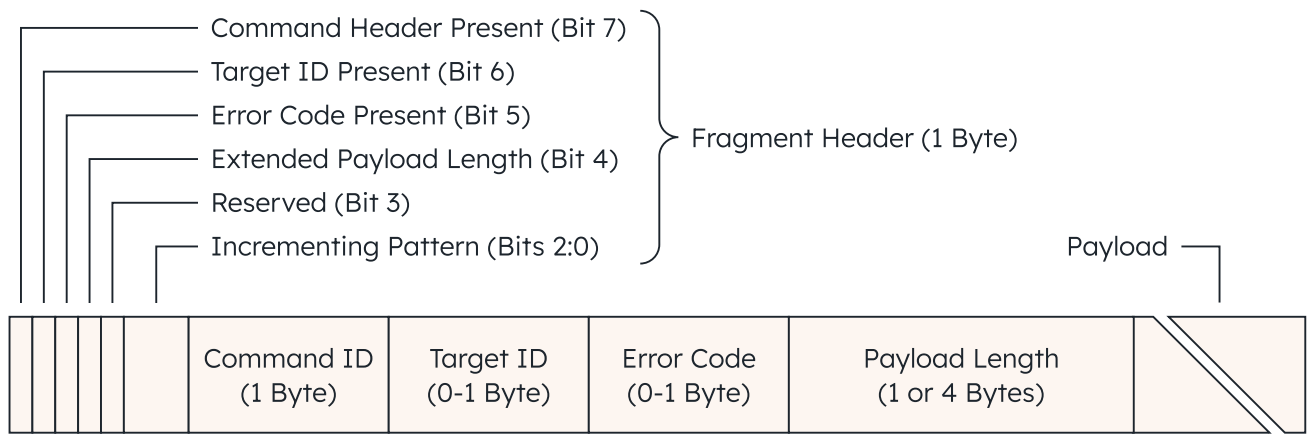 Command Header Present (Bit 7)
Target ID Present (Bit 6)
Error Code Present (Bit 5)
Extended Payload Length (Bit 4)
Reserved (Bit 3)
Incrementing Pattern (Bits 2:0)
Fragment Header (1 Byte)
Payload
Command ID
(1 Byte)
Target ID
(0-1 Byte)
Error Code
(0-1 Byte)
Payload Length
(1 or 4 Bytes)